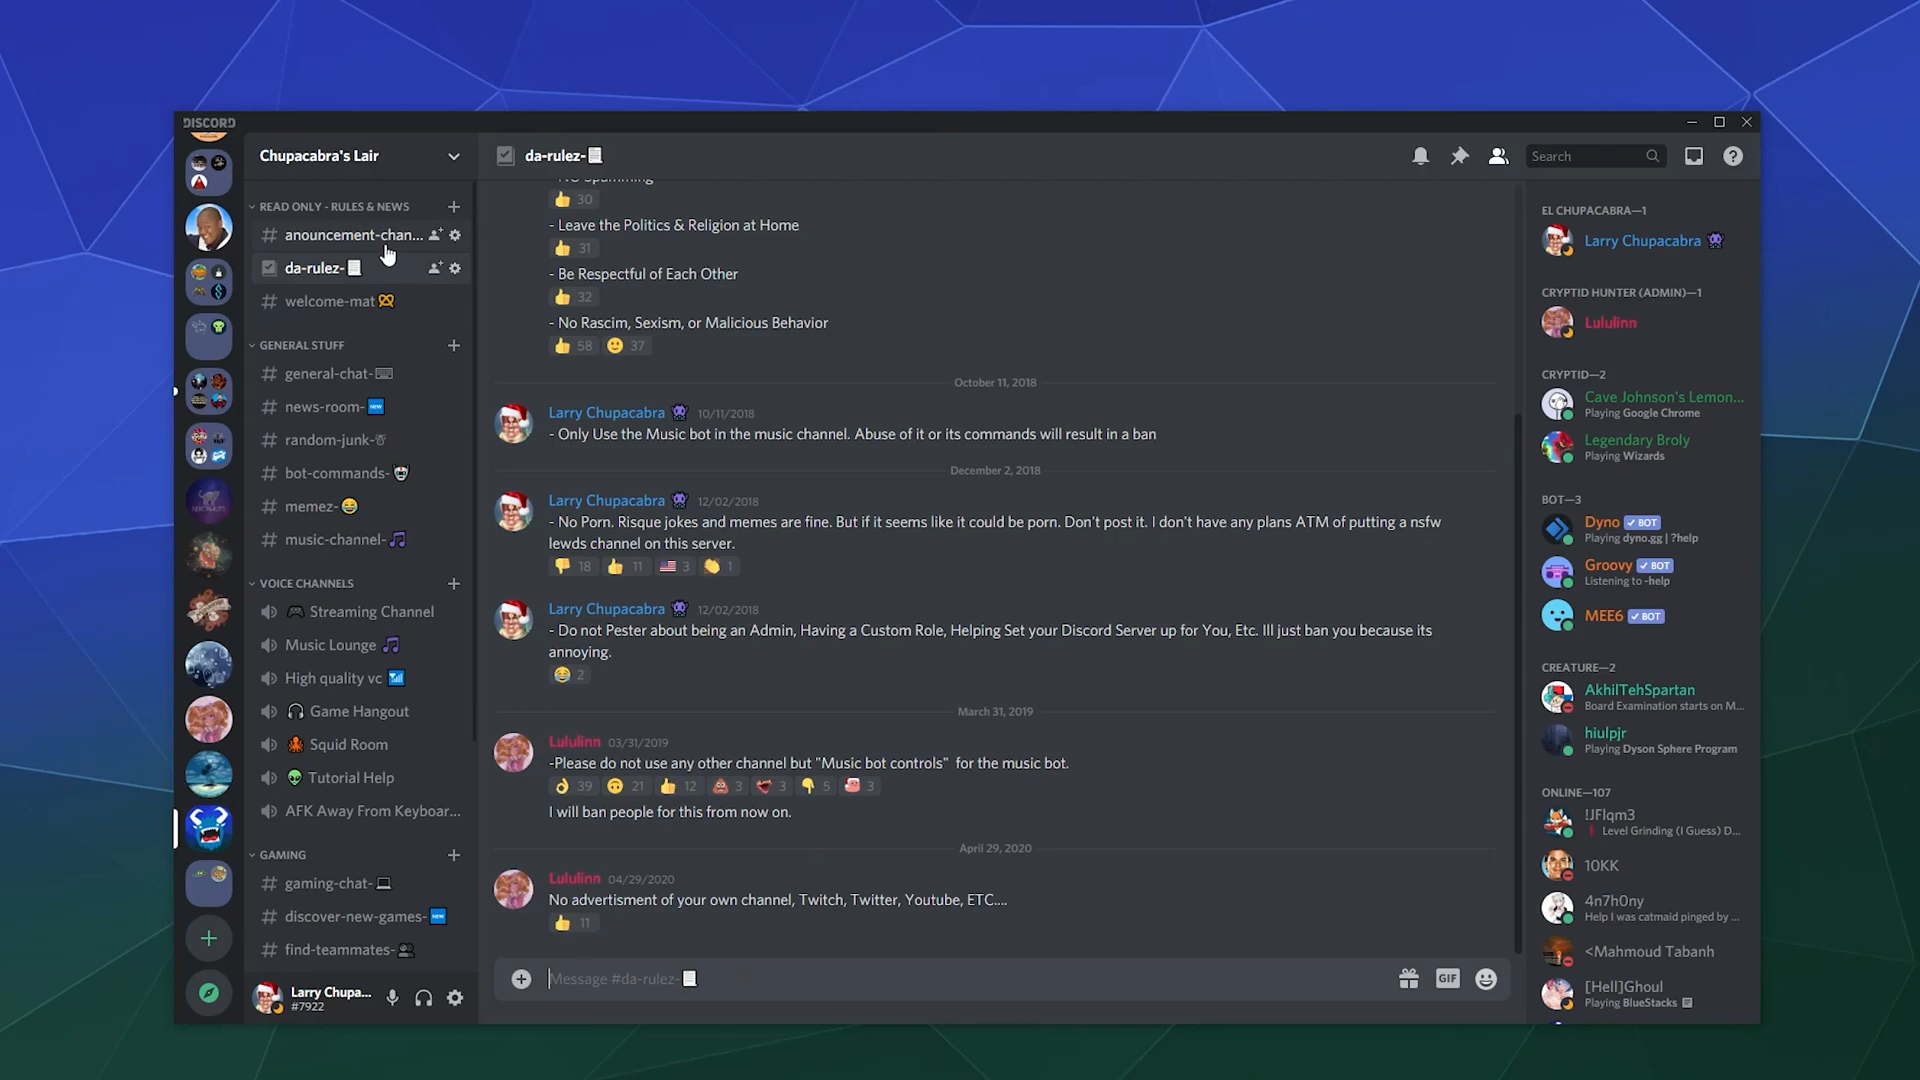 DISCORD
Chupacabra's Lair
da-rulez-
Search
READ ONLY - RULES & NEWS
anouncement-chan...
da-rulez-
welcome-mat
GENERAL STUFF
general-chat-
news-room-
random-junk-
bot-commands-
memez-
music-channel-
VOICE CHANNELS
Streaming Channel
Music Lounge
High quality vc
Game Hangout
Squid Room
Tutorial Help
AFK Away From Keyboar...
GAMING
gaming-chat-
discover-new-games-
find-teammates-
Larry Chupa...
#7922
- NO Spamming
30
- Leave the Politics & Religion at Home
31
- Be Respectful of Each Other
32
- No Rascim, Sexism, or Malicious Behavior
58 37
October 11, 2018
Larry Chupacabra 10/11/2018
- Only Use the Music bot in the music channel. Abuse of it or its commands will result in a ban
December 2, 2018
Larry Chupacabra 12/02/2018
- No Porn. Risque jokes and memes are fine. But if it seems like it could be porn. Don't post it. I don't have any plans ATM of putting a nsfw
lewds channel on this server.
18 11 3 1
Larry Chupacabra 12/02/2018
- Do not Pester about being an Admin, Having a Custom Role, Helping Set your Discord Server up for You, Etc. Ill just ban you because its
annoying.
2
March 31, 2019
Lululinn 03/31/2019
-Please do not use any other channel but "Music bot controls" for the music bot.
39 21 12 3 3 5 3
I will ban people for this from now on.
April 29, 2020
Lululinn 04/29/2020
No advertisment of your own channel, Twitch, Twitter, Youtube, ETC....
11
Message #da-rulez-
GIF
EL CHUPACABRA—1
Larry Chupacabra
CRYPTID HUNTER (ADMIN)—1
Lululinn
CRYPTID—2
Cave Johnson's Lemon...
Playing Google Chrome
Legendary Broly
Playing Wizards
BOT—3
Dyno BOT
Playing dyno.gg | ?help
Groovy BOT
Listening to -help
MEE6 BOT
CREATURE—2
AkhilTehSpartan
Board Examination starts on M...
hiulpjr
Playing Dyson Sphere Program
ONLINE—107
!JFlqm3
Level Grinding (I Guess) D...
10KK
4n7h0ny
Help I was catmaid pinged by ...
<Mahmoud Tabanh
[Hell]Ghoul
Playing BlueStacks